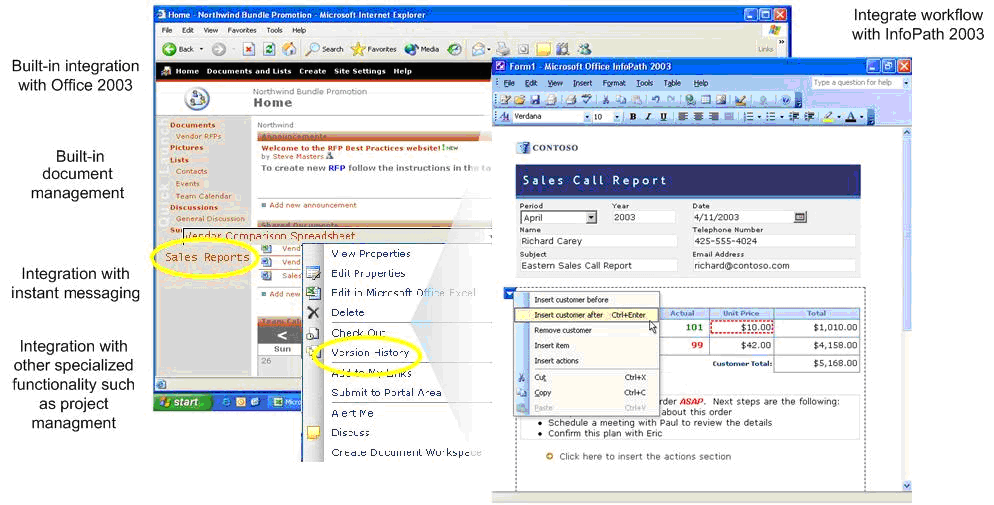 Built-in integration
with Office 2003
Built-in
document
management
Integration with
instant messaging
Integration with
other specialized
functionality such
as project
managment
Integrate workflow
with InfoPath 2003
Home - Northwind Bundle Promotion - Microsoft Internet Explorer
File Edit View Favorites Tools Help
Back Search Favorites Media
Links
Home Documents and Lists Create Site Settings Help
Northwind Bundle Promotion
Home
Quick Launch
Documents
Vendor RFPs
Pictures
Lists
Contacts
Events
Team Calendar
Discussions
General Discussion
Sales Reports
Northwind
Announcements
Welcome to the RFP Best Practices website! NEW
by Steve Masters
To create new RFP follow the instructions in the
Add new announcement
Shared Documents
Vendor Comparison Spreadsheet
Vend
Vend
Sales
Add new
Team Cal
<
Sun
26
start
Micros
View Properties
Edit Properties
Edit in Microsoft Office Excel
Delete
Check Out
Version History
Add to My Links
Submit to Portal Area
Alert Me
Discuss
Create Document Workspace
Form1 - Microsoft Office InfoPath 2003
File Edit View Insert Format Tools Table Help
Type a question for help
Verdana 10 B I U
CONTOSO
Sales Call Report
Period Year Date
April 2003 4/11/2003
Name Telephone Number
Richard Carey 425-555-4024
Subject Email Address
Eastern Sales Call Report richard@contoso.com
Actual Unit Price Total
101 $10.00 $1,010.00
99 $42.00 $4,158.00
Customer Total: $5,168.00
Insert customer before
Insert customer after Ctrl+Enter
Remove customer
Insert item
Insert actions
Cut Ctrl+X
Copy Ctrl+C
Paste Ctrl+V
rder ASAP. Next steps are the following:
about this order
• Schedule a meeting with Paul to review the details
• Confirm this plan with Eric
Click here to insert the actions section